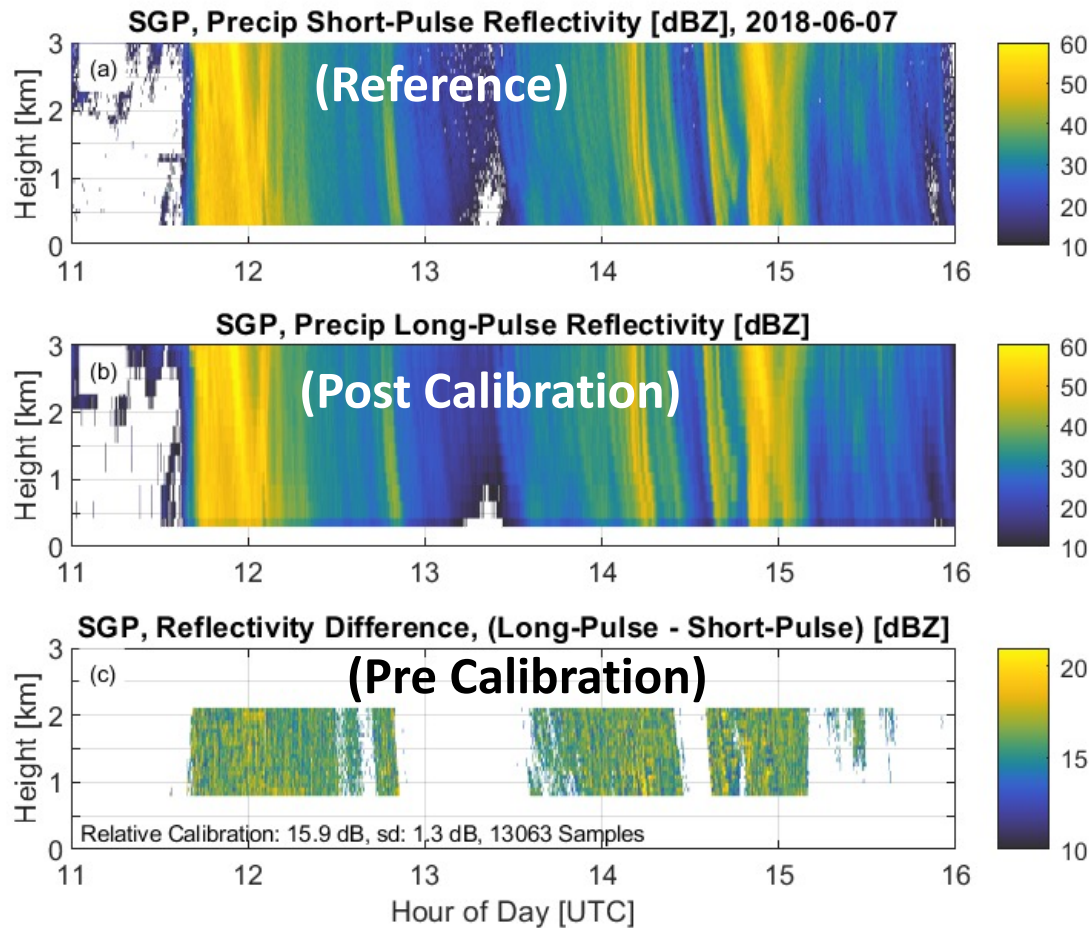 SGP, Precip Short-Pulse Reflectivity [dBZ], 2018-06-07
(a)
(Reference)
Height [km]
3
2
1
0
11 12 13 14 15 16
60
50
40
30
20
10
SGP, Precip Long-Pulse Reflectivity [dBZ]
(b)
(Post Calibration)
Height [km]
3
2
1
0
11 12 13 14 15 16
60
50
40
30
20
10
SGP, Reflectivity Difference, (Long-Pulse - Short-Pulse) [dBZ]
(c)
(Pre Calibration)
Height [km]
3
2
1
0
Relative Calibration: 15.9 dB, sd: 1.3 dB, 13063 Samples
11 12 13 14 15 16
20
15
10
Hour of Day [UTC]